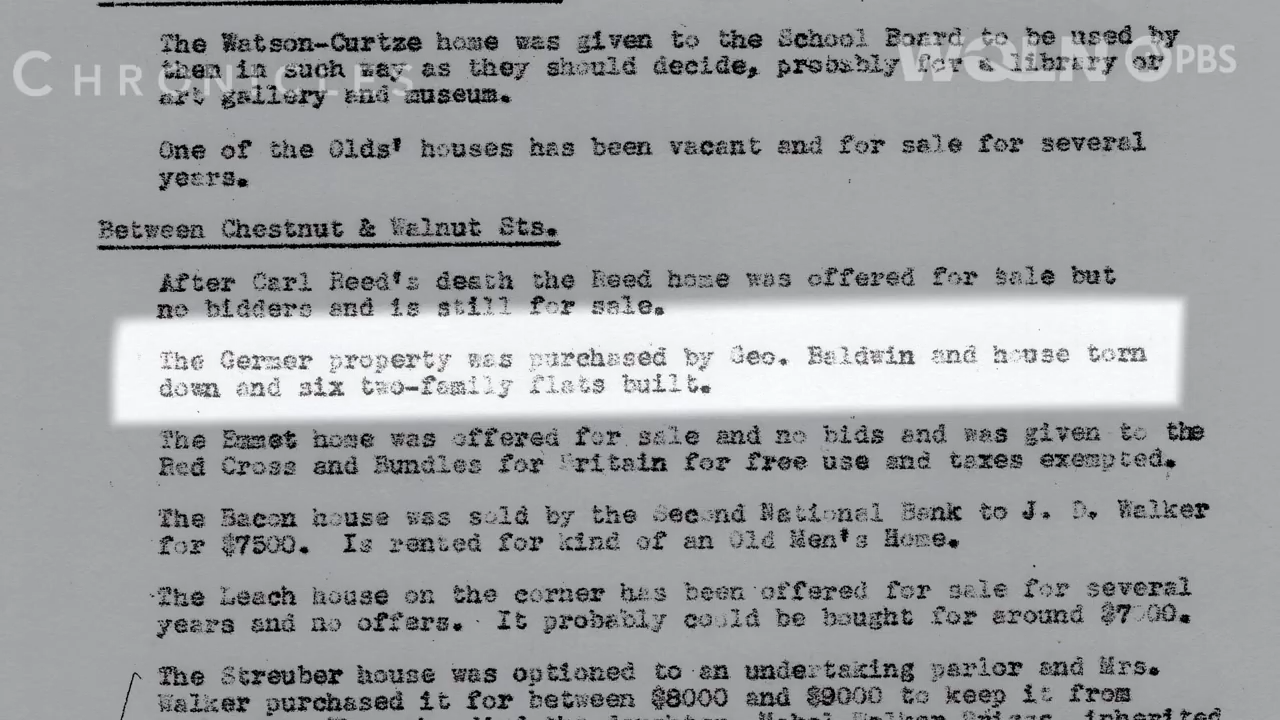 CHRONICLES
WQLN PBS
The Watson-Curtze home was given to the School Board to be used by
them in such way as they should decide, probably for a library or
art gallery and museum.
One of the Olds' houses has been vacant and for sale for several
years.
Between Chestnut & Walnut Sts.
After Carl Reed's death the Reed home was offered for sale but
no bidders and is still for sale.
The Germer property was purchased by Geo. Baldwin and house torn
down and six two-family flats built.
The Emmet home was offered for sale and no bids and was given to the
Red Cross and Bundles for Britain for free use and taxes exempted.
The Bacon house was sold by the Second National Bank to J. D. Walker
for $7500. Is rented for kind of an Old Men's Home.
The Leach house on the corner has been offered for sale for several
years and no offers. It probably could be bought for around
The Streuber house was optioned to an undertaking parlor and Mrs.
Walker purchased it for between $8000 and $9000 to keep it from
the daughter, Mabel Walker inherited